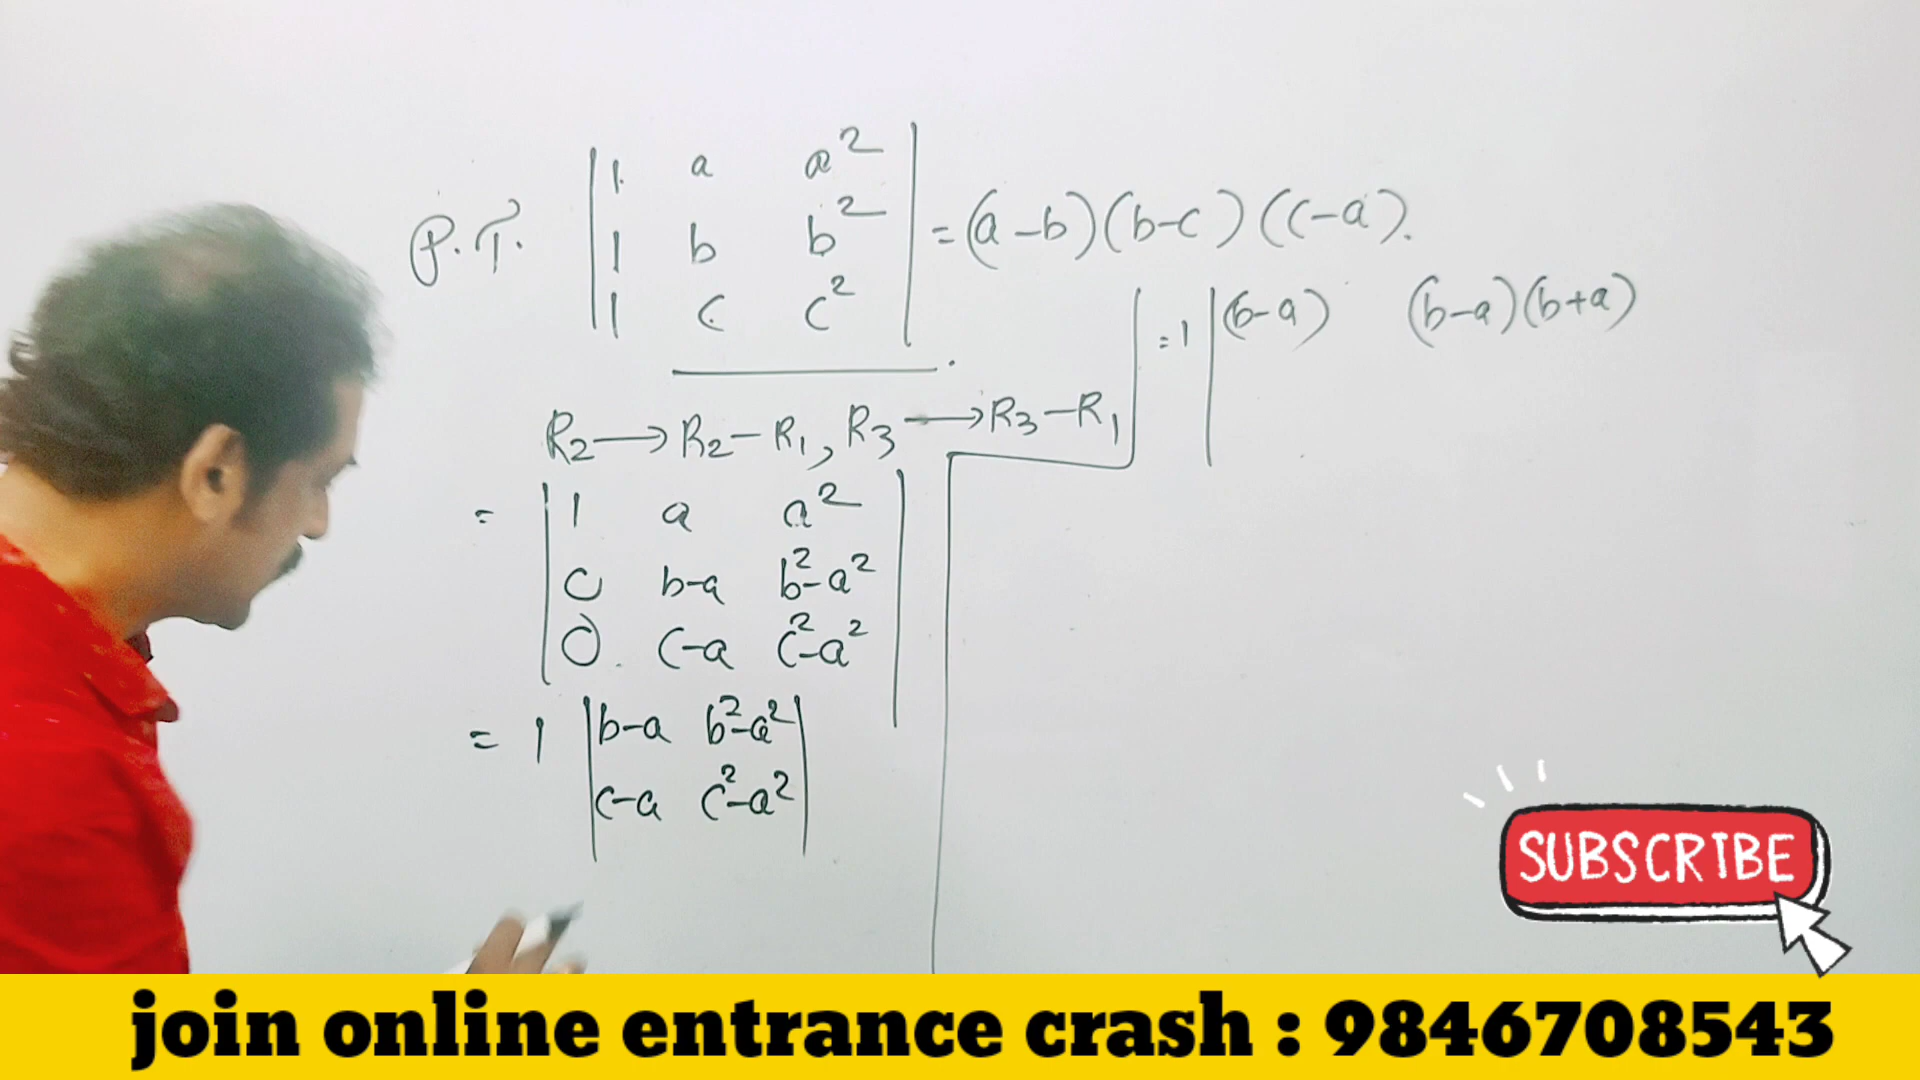 P.T. | 1 a a² |
| 1 b b² | = (a-b)(b-c)(c-a).
| 1 c c² |
R₂ → R₂ - R₁, R₃ → R₃ - R₁
= | 1 a a² |
| 0 b-a b²-a² |
| 0 c-a c²-a² |
= 1 | b-a b²-a² |
| c-a c²-a² |
= 1 | (b-a) (b-a)(b+a)
SUBSCRIBE
join online entrance crash : 9846708543